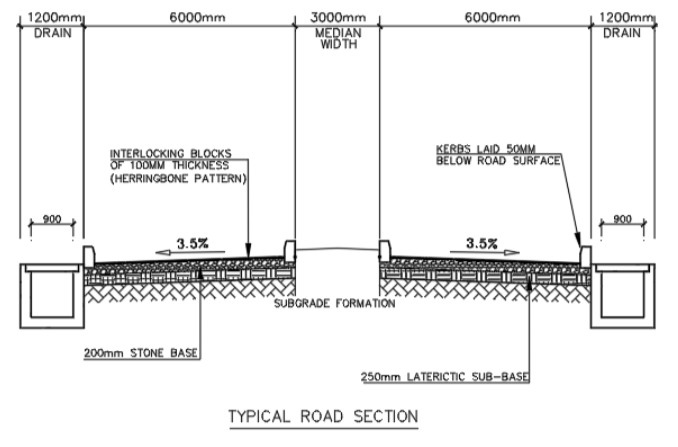 1200mm 6000mm 3000mm 6000mm 1200mm
DRAIN MEDIAN DRAIN
WIDTH
INTERLOCKING BLOCKS
OF 100MM THICKNESS
(HERRINGBONE PATTERN)
KERBS LAID 50MM
BELOW ROAD SURFACE
900 900
3.5% 3.5%
SUBGRADE FORMATION
200mm STONE BASE
250mm LATERICTIC SUB-BASE
TYPICAL ROAD SECTION